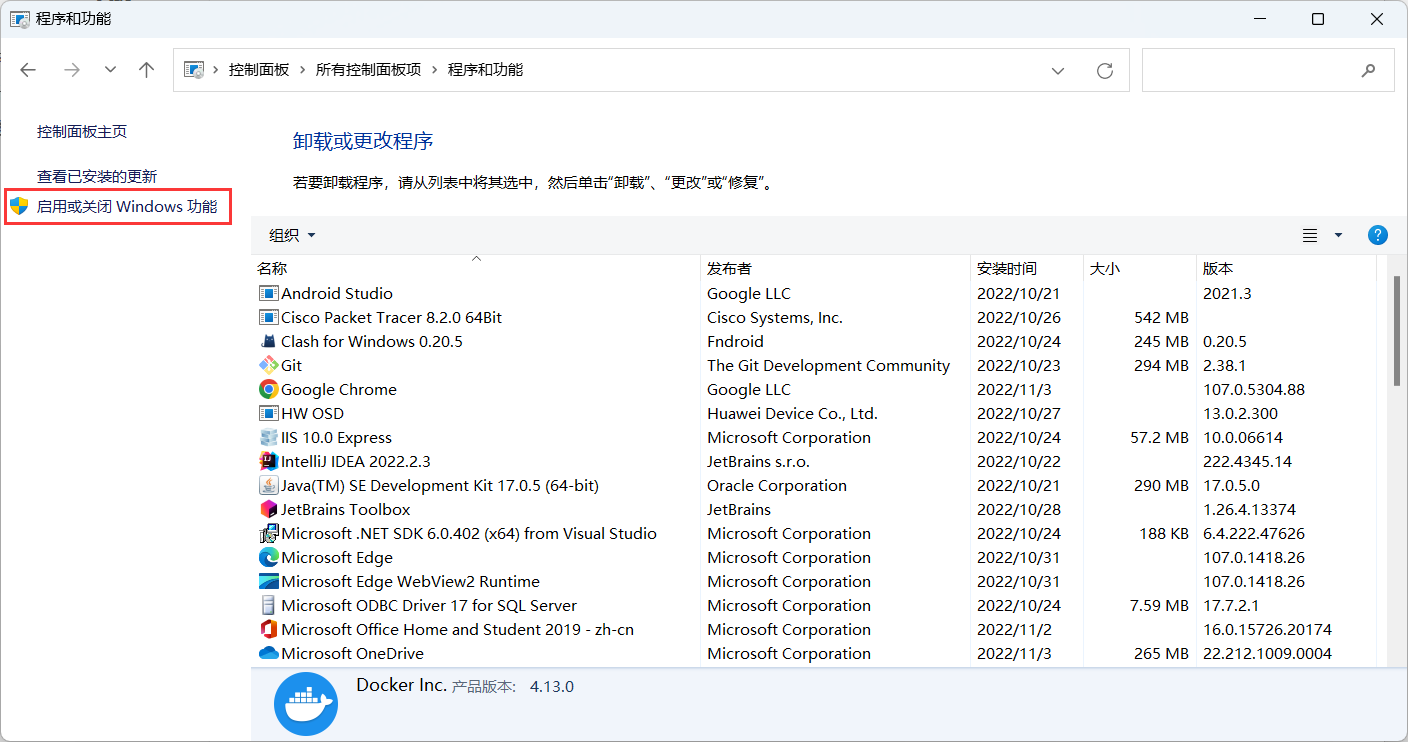 程序和功能
控制面板 › 所有控制面板项 › 程序和功能
控制面板主页
查看已安装的更新
启用或关闭 Windows 功能
卸载或更改程序
若要卸载程序，请从列表中将其选中，然后单击“卸载”、“更改”或“修复”。
组织
名称 发布者 安装时间 大小 版本
Android Studio Google LLC 2022/10/21 2021.3
Cisco Packet Tracer 8.2.0 64Bit Cisco Systems, Inc. 2022/10/26 542 MB
Clash for Windows 0.20.5 Fndroid 2022/10/24 245 MB 0.20.5
Git The Git Development Community 2022/10/23 294 MB 2.38.1
Google Chrome Google LLC 2022/11/3 107.0.5304.88
HW OSD Huawei Device Co., Ltd. 2022/10/27 13.0.2.300
IIS 10.0 Express Microsoft Corporation 2022/10/24 57.2 MB 10.0.06614
IntelliJ IDEA 2022.2.3 JetBrains s.r.o. 2022/10/22 222.4345.14
Java(TM) SE Development Kit 17.0.5 (64-bit) Oracle Corporation 2022/10/21 290 MB 17.0.5.0
JetBrains Toolbox JetBrains 2022/10/28 1.26.4.13374
Microsoft .NET SDK 6.0.402 (x64) from Visual Studio Microsoft Corporation 2022/10/24 188 KB 6.4.222.47626
Microsoft Edge Microsoft Corporation 2022/10/31 107.0.1418.26
Microsoft Edge WebView2 Runtime Microsoft Corporation 2022/10/31 107.0.1418.26
Microsoft ODBC Driver 17 for SQL Server Microsoft Corporation 2022/10/24 7.59 MB 17.7.2.1
Microsoft Office Home and Student 2019 - zh-cn Microsoft Corporation 2022/11/2 16.0.15726.20174
Microsoft OneDrive Microsoft Corporation 2022/11/3 265 MB 22.212.1009.0004
Docker Inc. 产品版本: 4.13.0